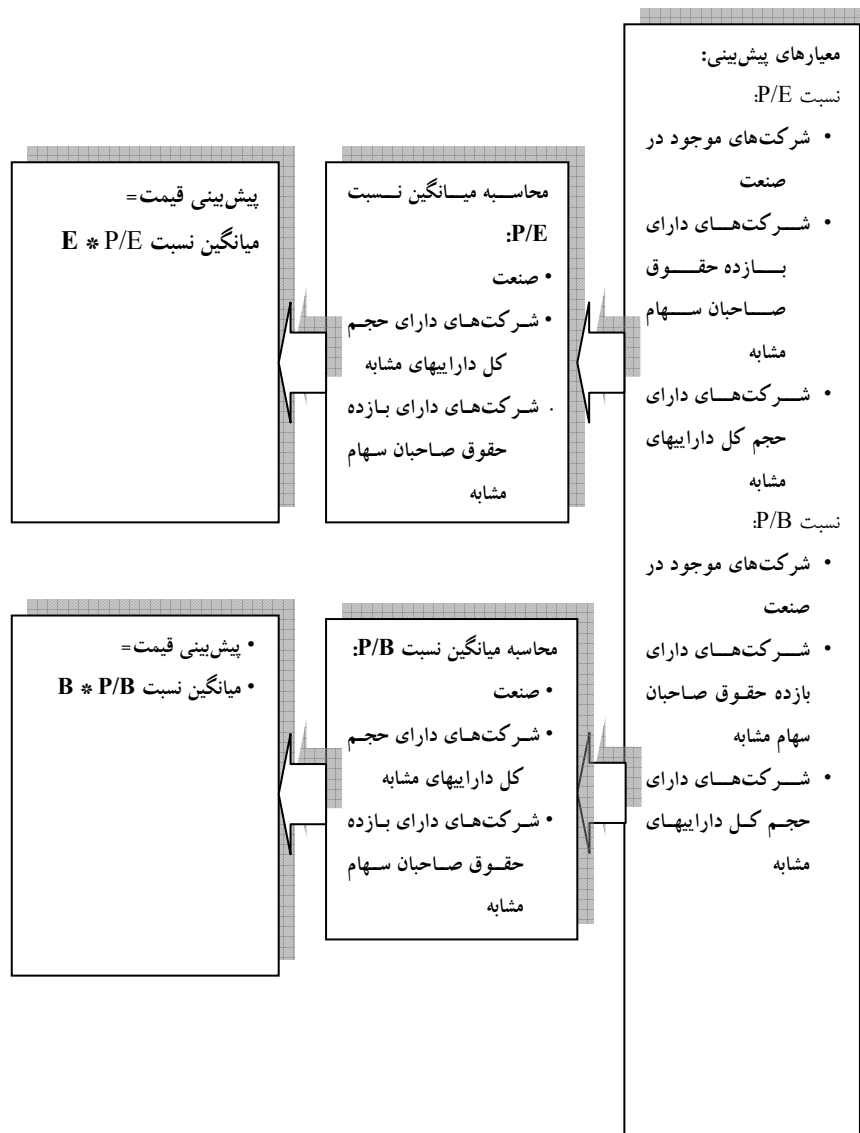 معیارهای پیش‌بینی:
نسبت P/E:
• شرکت‌های موجود در
صنعت
• شرکت‌های دارای
بازده حقوق
صاحبان سهام
مشابه
• شرکت‌های دارای
حجم کل داراییهای
مشابه
نسبت P/B:
• شرکت‌های موجود در
صنعت
• شرکت‌های دارای
بازده حقوق صاحبان
سهام مشابه
• شرکت‌های دارای
حجم کل داراییهای
مشابه
محاسبه میانگین نسبت
P/E:
• صنعت
• شرکت‌های دارای حجم
کل داراییهای مشابه
. شرکت‌های دارای بازده
حقوق صاحبان سهام
مشابه
پیش‌بینی قیمت=
میانگین نسبت E * P/E
محاسبه میانگین نسبت P/B:
• صنعت
• شرکت‌های دارای حجم
کل داراییهای مشابه
• شرکت‌های دارای بازده
حقوق صاحبان سهام
مشابه
• پیش‌بینی قیمت=
• میانگین نسبت B * P/B